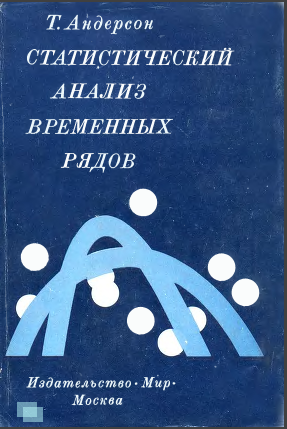 Т. Андерсон
СТАТИСТИЧЕСКИЙ
АНАЛИЗ
ВРЕМЕННЫХ
РЯДОВ
Издательство · Мир ·
Москва